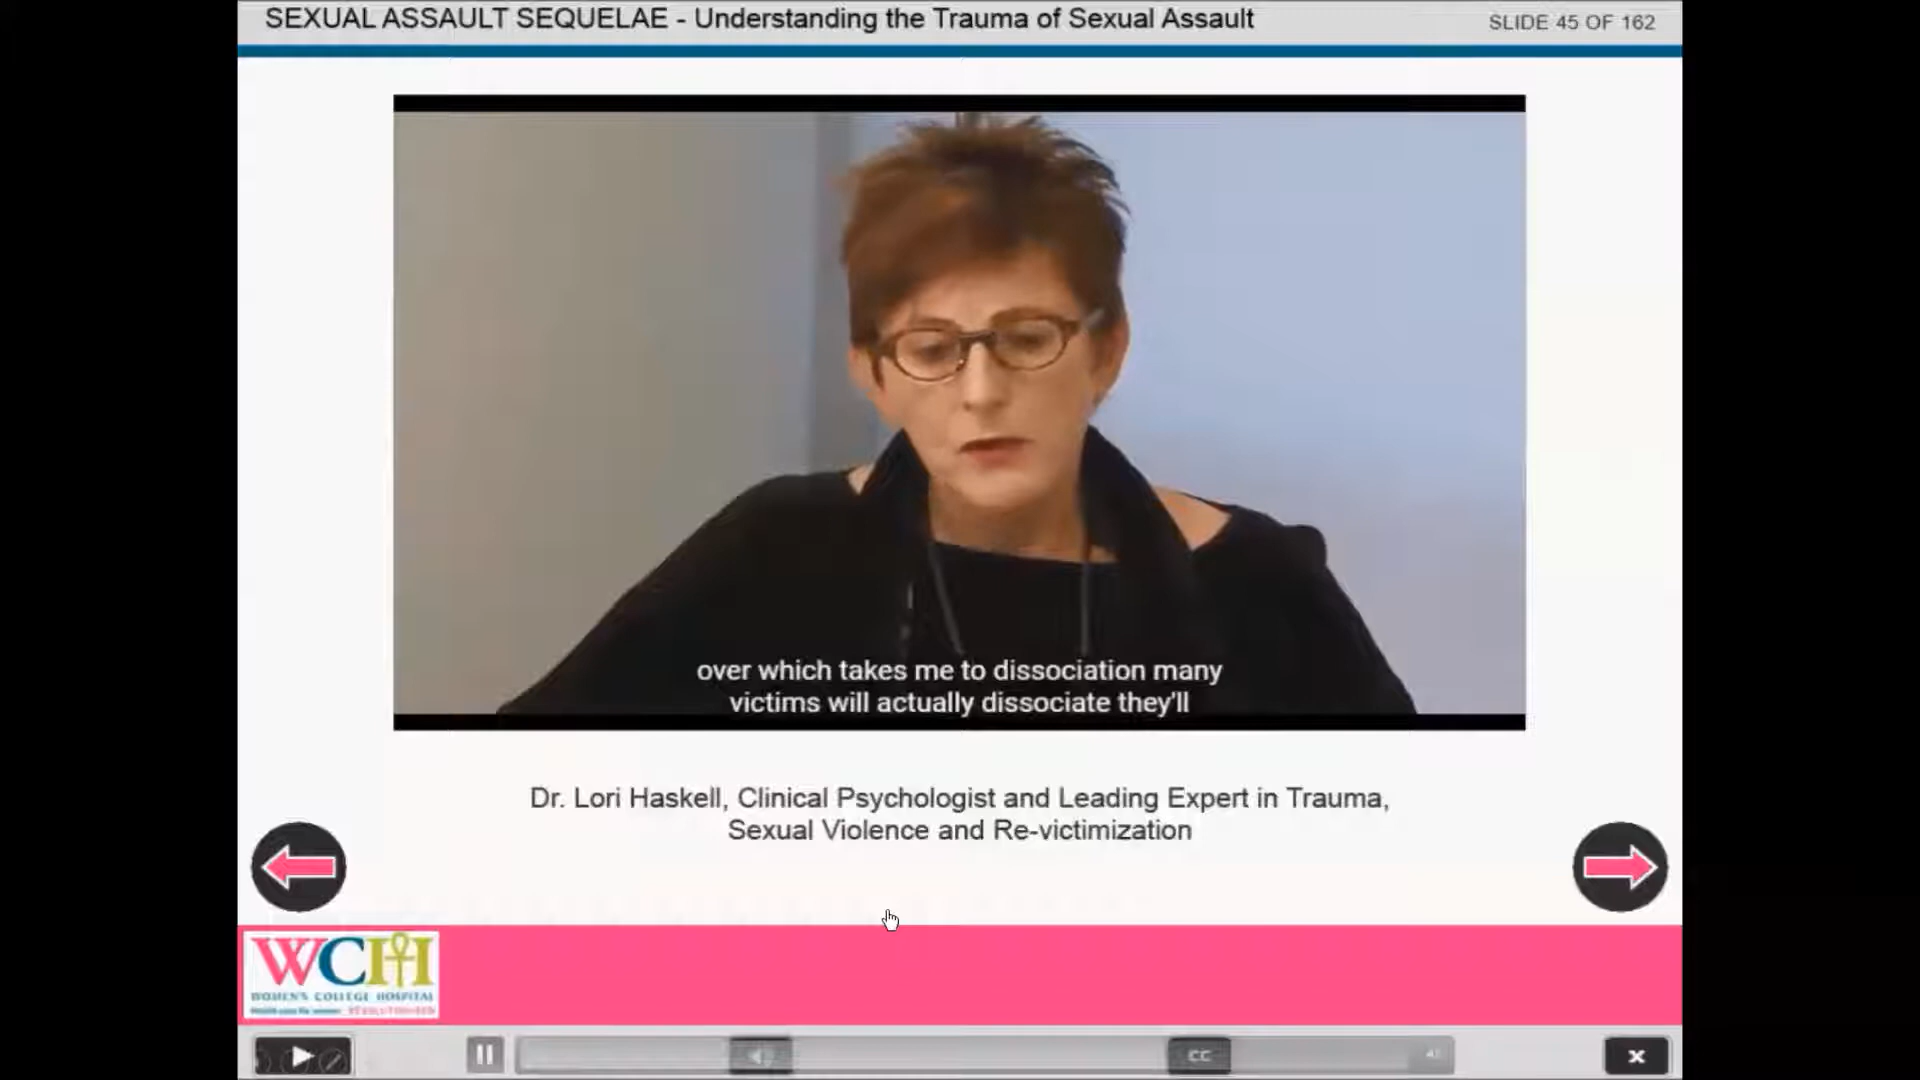 SEXUAL ASSAULT SEQUELAE - Understanding the Trauma of Sexual Assault
SLIDE 45 OF 162
over which takes me to dissociation many
victims will actually dissociate they'll
Dr. Lori Haskell, Clinical Psychologist and Leading Expert in Trauma,
Sexual Violence and Re-victimization
WCH
WOMEN'S COLLEGE HOSPITAL
REVOLUTIONIZED
CC